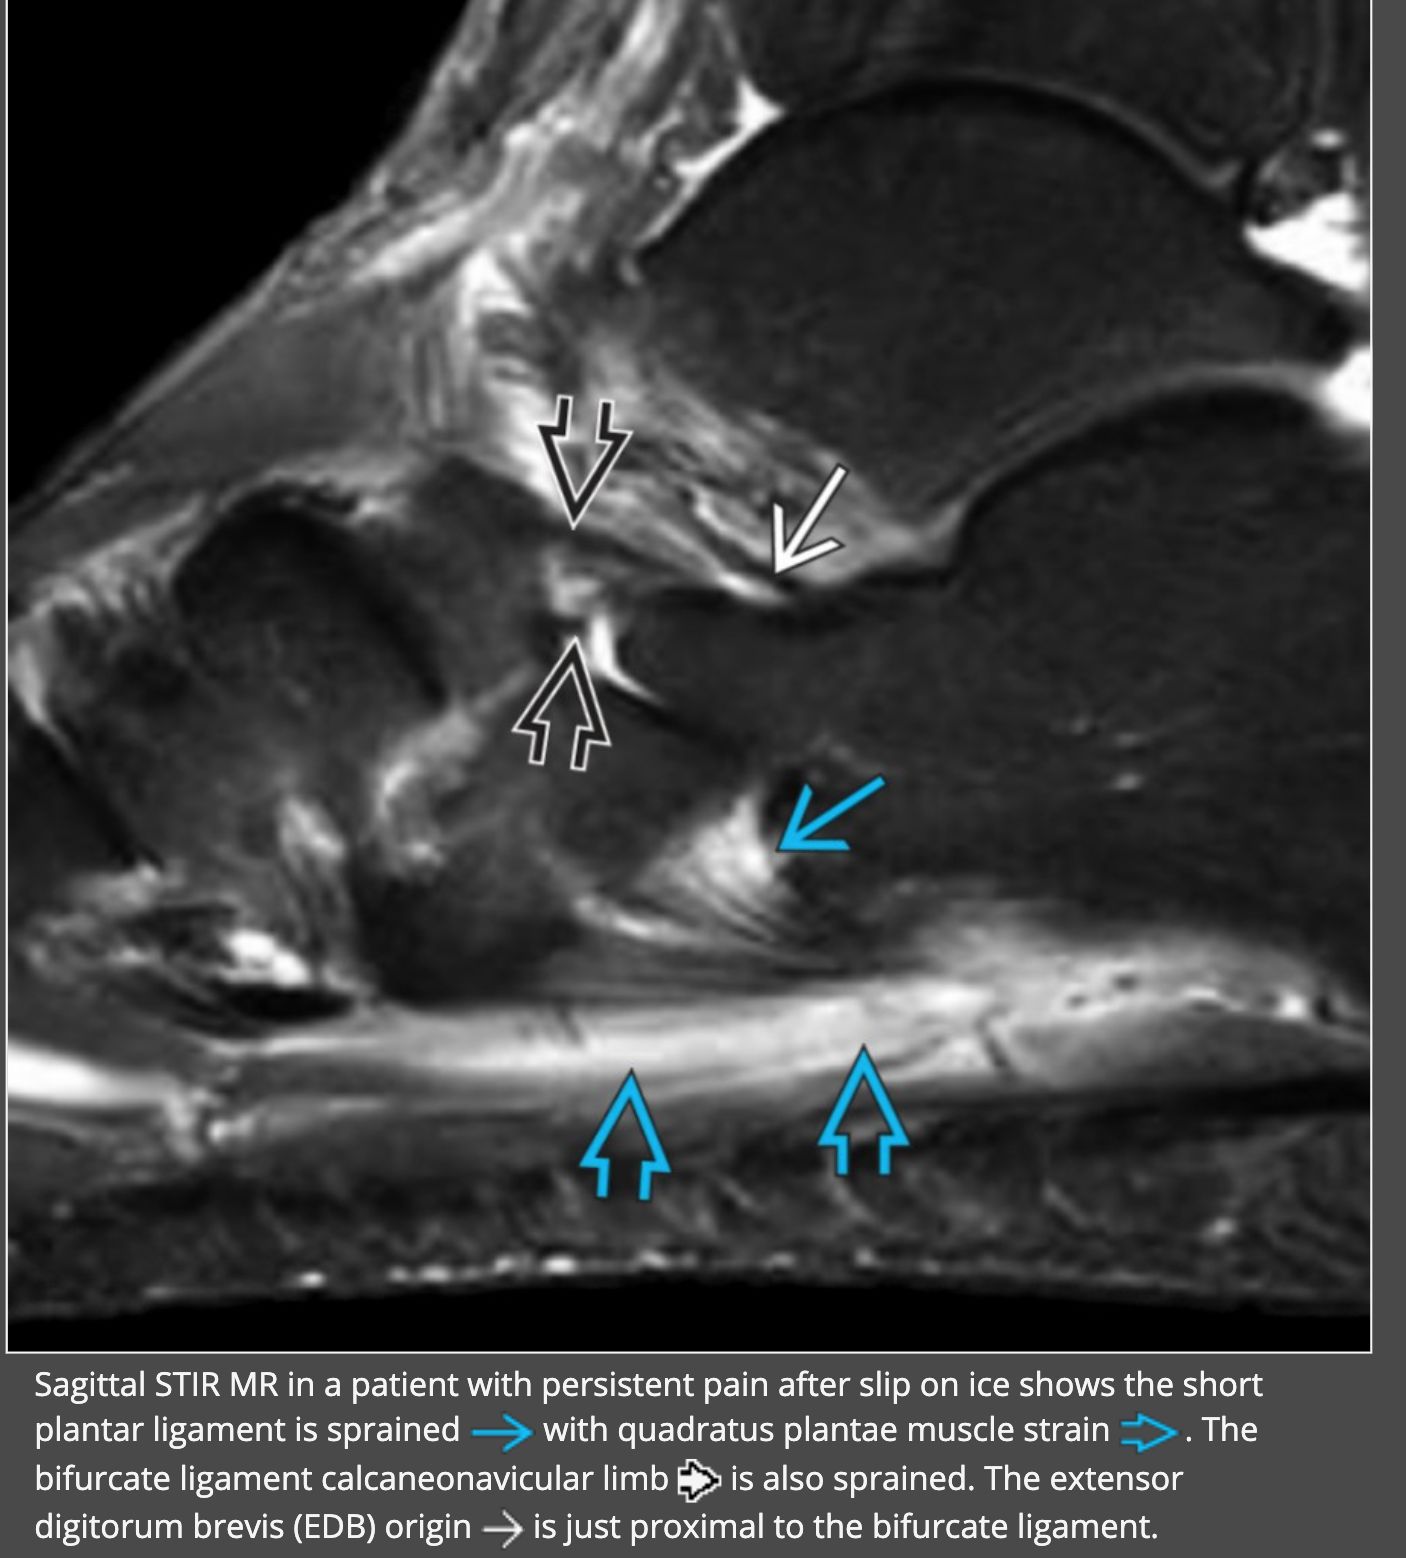 Sagittal STIR MR in a patient with persistent pain after slip on ice shows the short
plantar ligament is sprained → with quadratus plantae muscle strain ⇨ . The
bifurcate ligament calcaneonavicular limb ⇨ is also sprained. The extensor
digitorum brevis (EDB) origin → is just proximal to the bifurcate ligament.